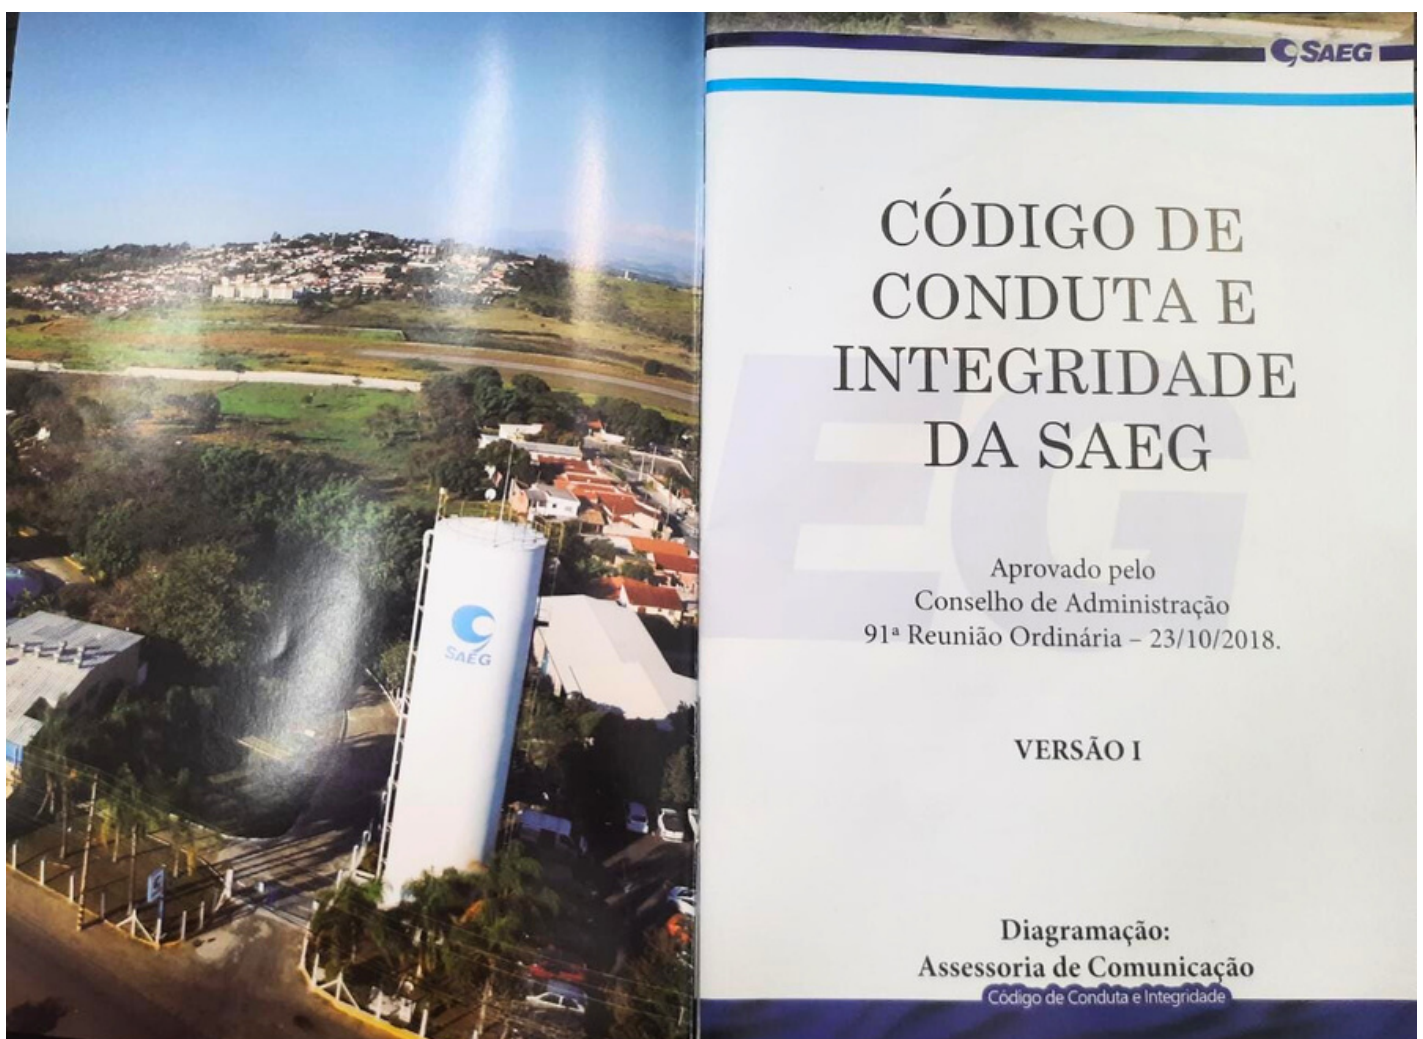 SAEG
SAEG
CÓDIGO DE
CONDUTA E
INTEGRIDADE
DA SAEG
EG
Aprovado pelo
Conselho de Administração
91ª Reunião Ordinária – 23/10/2018.
VERSÃO I
Diagramação:
Assessoria de Comunicação
Código de Conduta e Integridade